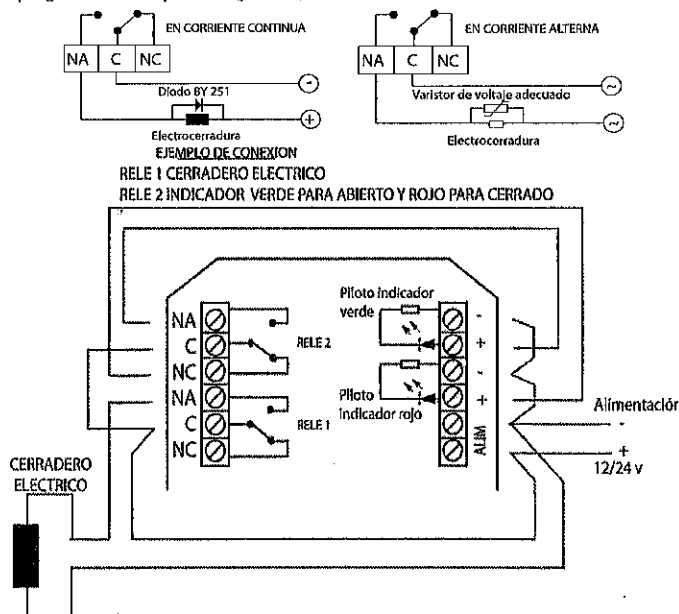 EN CORRIENTE CONTINUA
NA C NC
-
Diodo BY 251
+
Electrocerradura
EN CORRIENTE ALTERNA
NA C NC
~
Varistor de voltaje adecuado
~
Electrocerradura
EJEMPLO DE CONEXION
RELE 1 CERRADERO ELECTRICO
RELE 2 INDICADOR VERDE PARA ABIERTO Y ROJO PARA CERRADO
NA
C
NC
NA
C
NC
RELE 2
RELE 1
Piloto indicador
verde
Piloto
indicador rojo
-
+
-
+
ALIM
Alimentación
-
+
12/24 v
CERRADERO
ELECTRICO